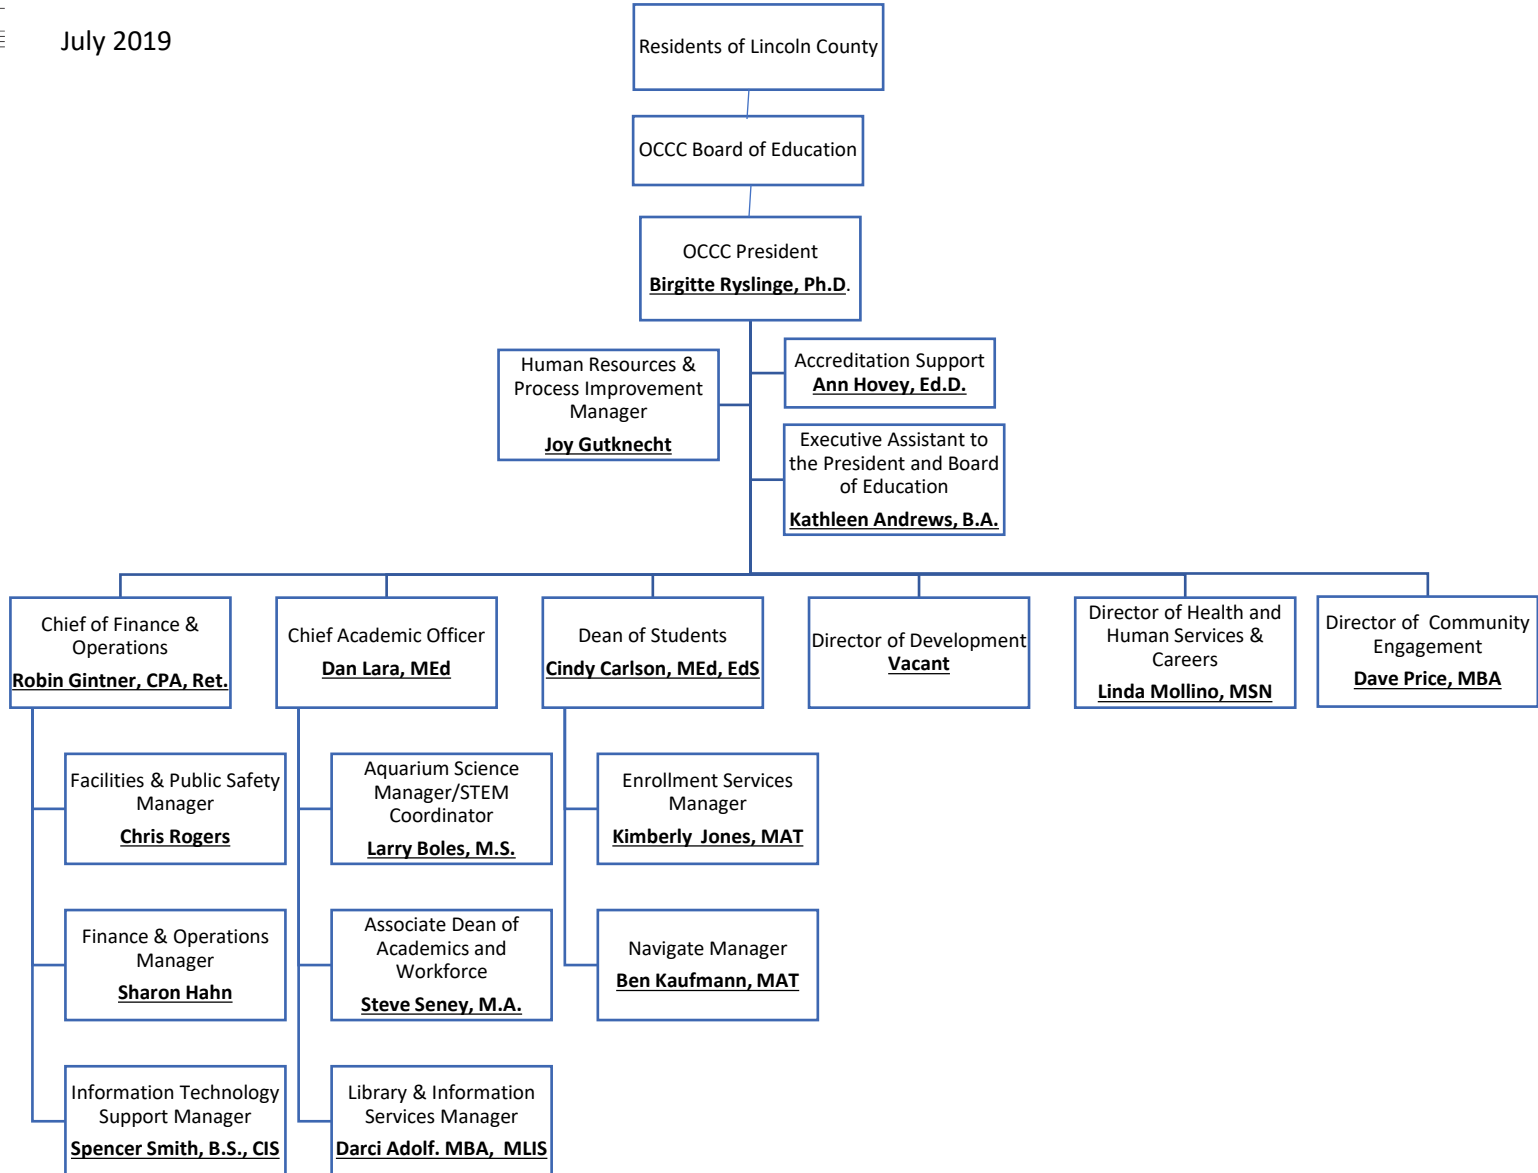 July 2019
Residents of Lincoln County
OCCC Board of Education
OCCC President
Birgitte Ryslinge, Ph.D.
Human Resources &
Process Improvement
Manager
Joy Gutknecht
Accreditation Support
Ann Hovey, Ed.D.
Executive Assistant to
the President and Board
of Education
Kathleen Andrews, B.A.
Chief of Finance &
Operations
Robin Gintner, CPA, Ret.
Chief Academic Officer
Dan Lara, MEd
Dean of Students
Cindy Carlson, MEd, EdS
Director of Development
Vacant
Director of Health and
Human Services &
Careers
Linda Mollino, MSN
Director of  Community
Engagement
Dave Price, MBA
Facilities & Public Safety
Manager
Chris Rogers
Aquarium Science
Manager/STEM
Coordinator
Larry Boles, M.S.
Enrollment Services
Manager
Kimberly  Jones, MAT
Finance & Operations
Manager
Sharon Hahn
Associate Dean of
Academics and
Workforce
Steve Seney, M.A.
Navigate Manager
Ben Kaufmann, MAT
Information Technology
Support Manager
Spencer Smith, B.S., CIS
Library & Information
Services Manager
Darci Adolf. MBA,  MLIS